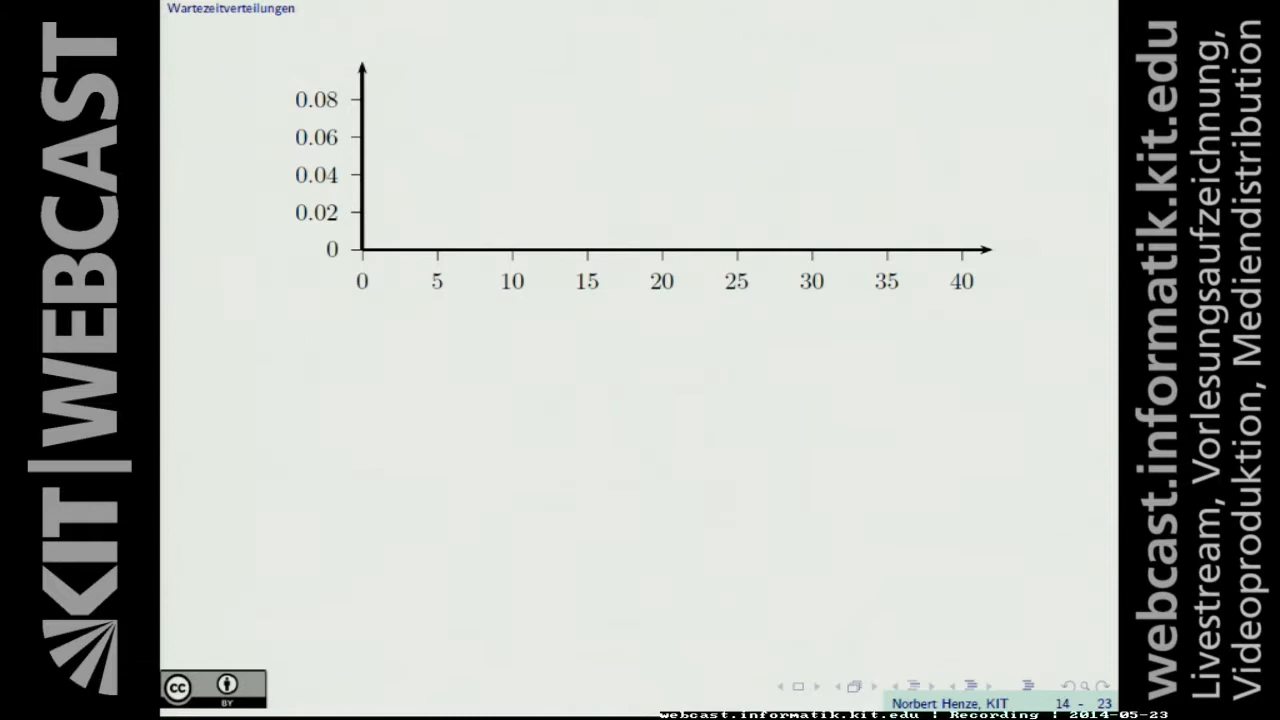 KIT | WEBCAST
Wartezeitverteilungen
0.08
0.06
0.04
0.02
0
0 5 10 15 20 25 30 35 40
cc BY
Norbert Henze, KIT 14 - 23
webcast.informatik.kit.edu | Recording | 2014-05-23
webcast.informatik.kit.edu
Livestream, Vorlesungsaufzeichnung,
Videoproduktion, Mediendistribution